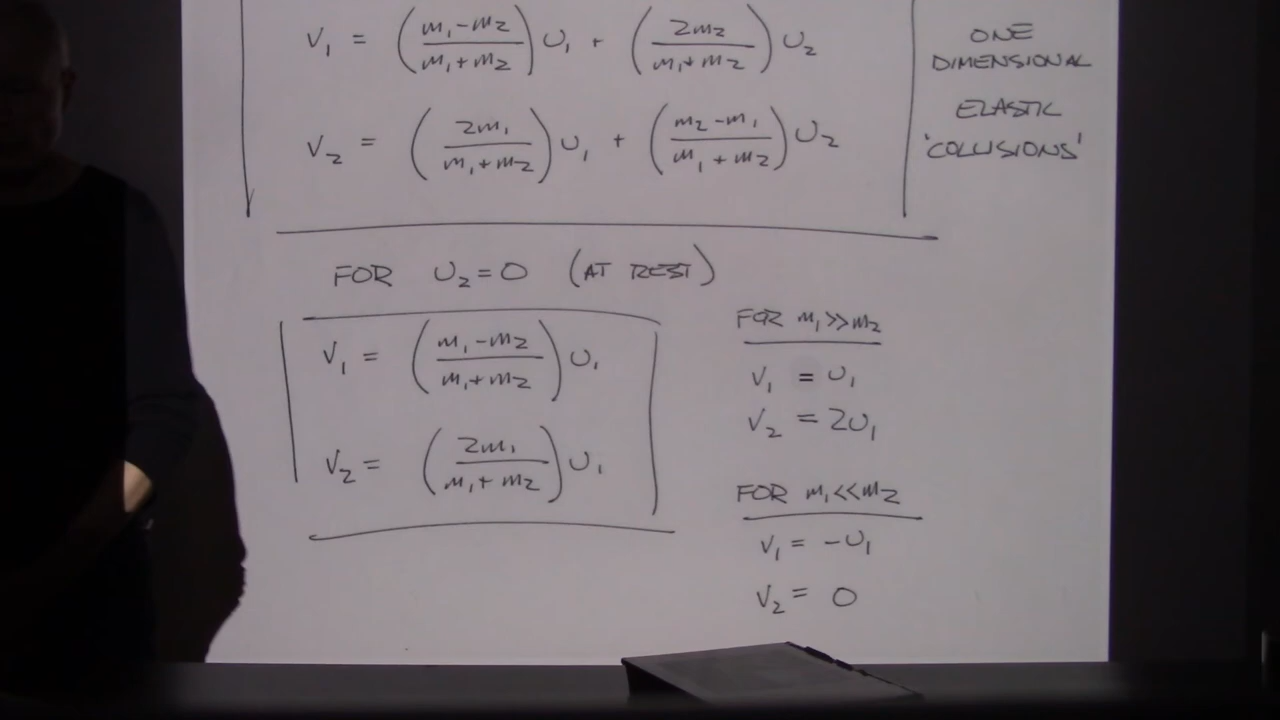 V₁ = ((m₁-m₂)/(m₁+m₂)) U₁ + (2m₂/(m₁+m₂)) U₂
V₂ = (2m₁/(m₁+m₂)) U₁ + ((m₂-m₁)/(m₁+m₂)) U₂
ONE
DIMENSIONAL
ELASTIC
'COLLISIONS'
FOR U₂=0 (AT REST)
V₁ = ((m₁-m₂)/(m₁+m₂)) U₁
V₂ = (2m₁/(m₁+m₂)) U₁
FOR m₁>>m₂
V₁ = U₁
V₂ = 2U₁
FOR m₁<<m₂
V₁ = -U₁
V₂ = 0